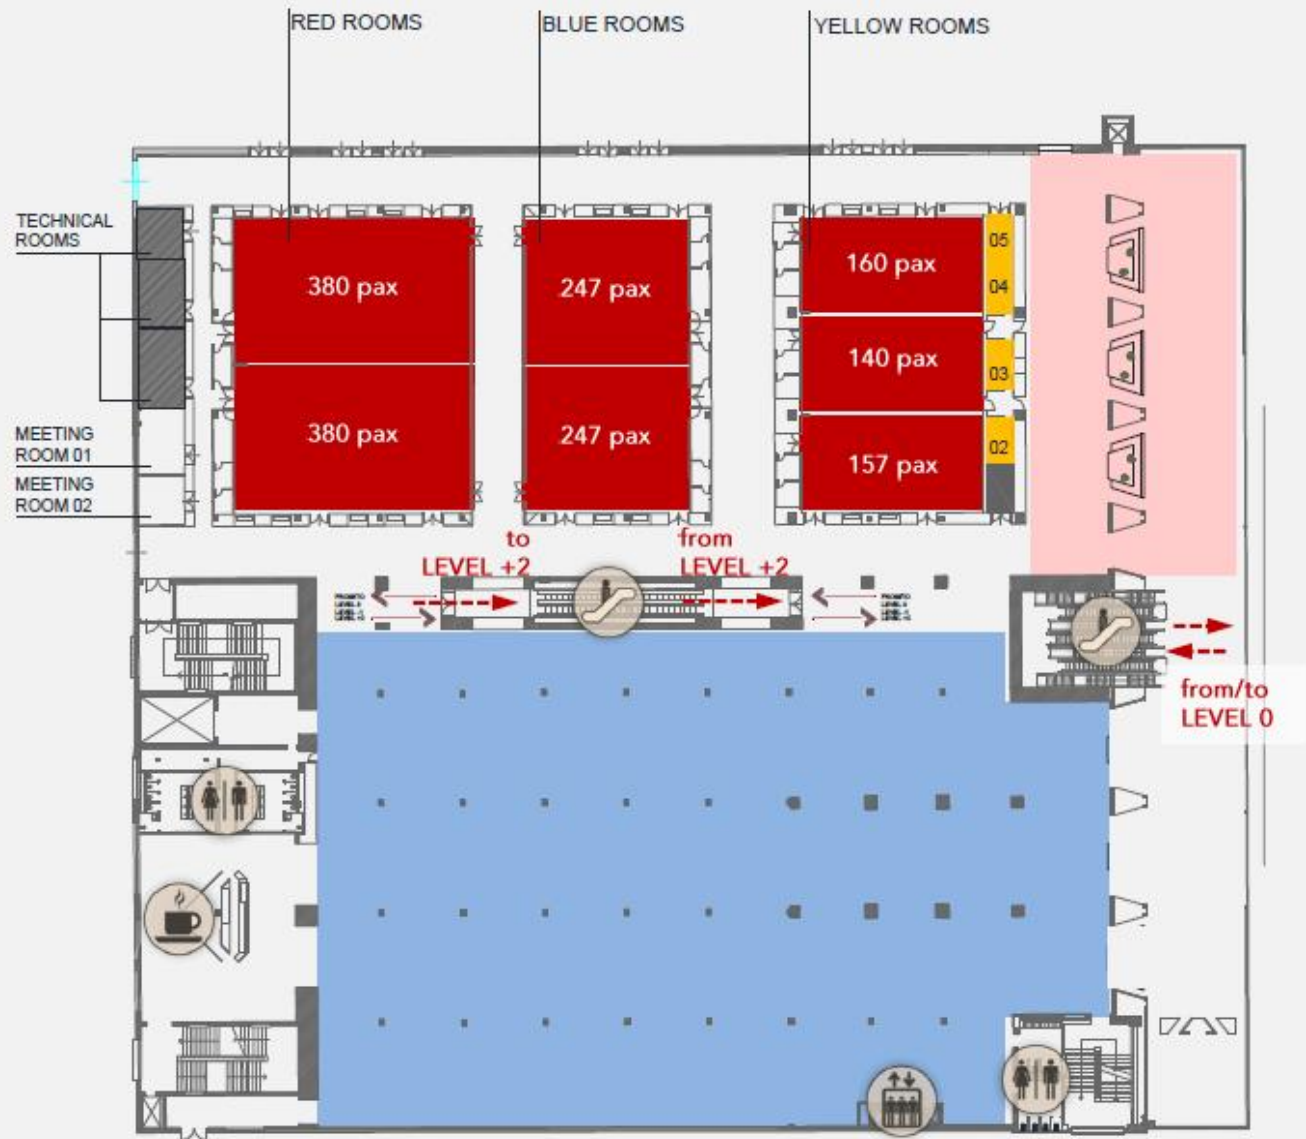 RED ROOMS
BLUE ROOMS
YELLOW ROOMS
TECHNICAL
ROOMS
380 pax
247 pax
160 pax
05
04
140 pax
03
380 pax
247 pax
157 pax
02
MEETING
ROOM 01
MEETING
ROOM 02
to
LEVEL +2
from
LEVEL +2
from/to
LEVEL 0